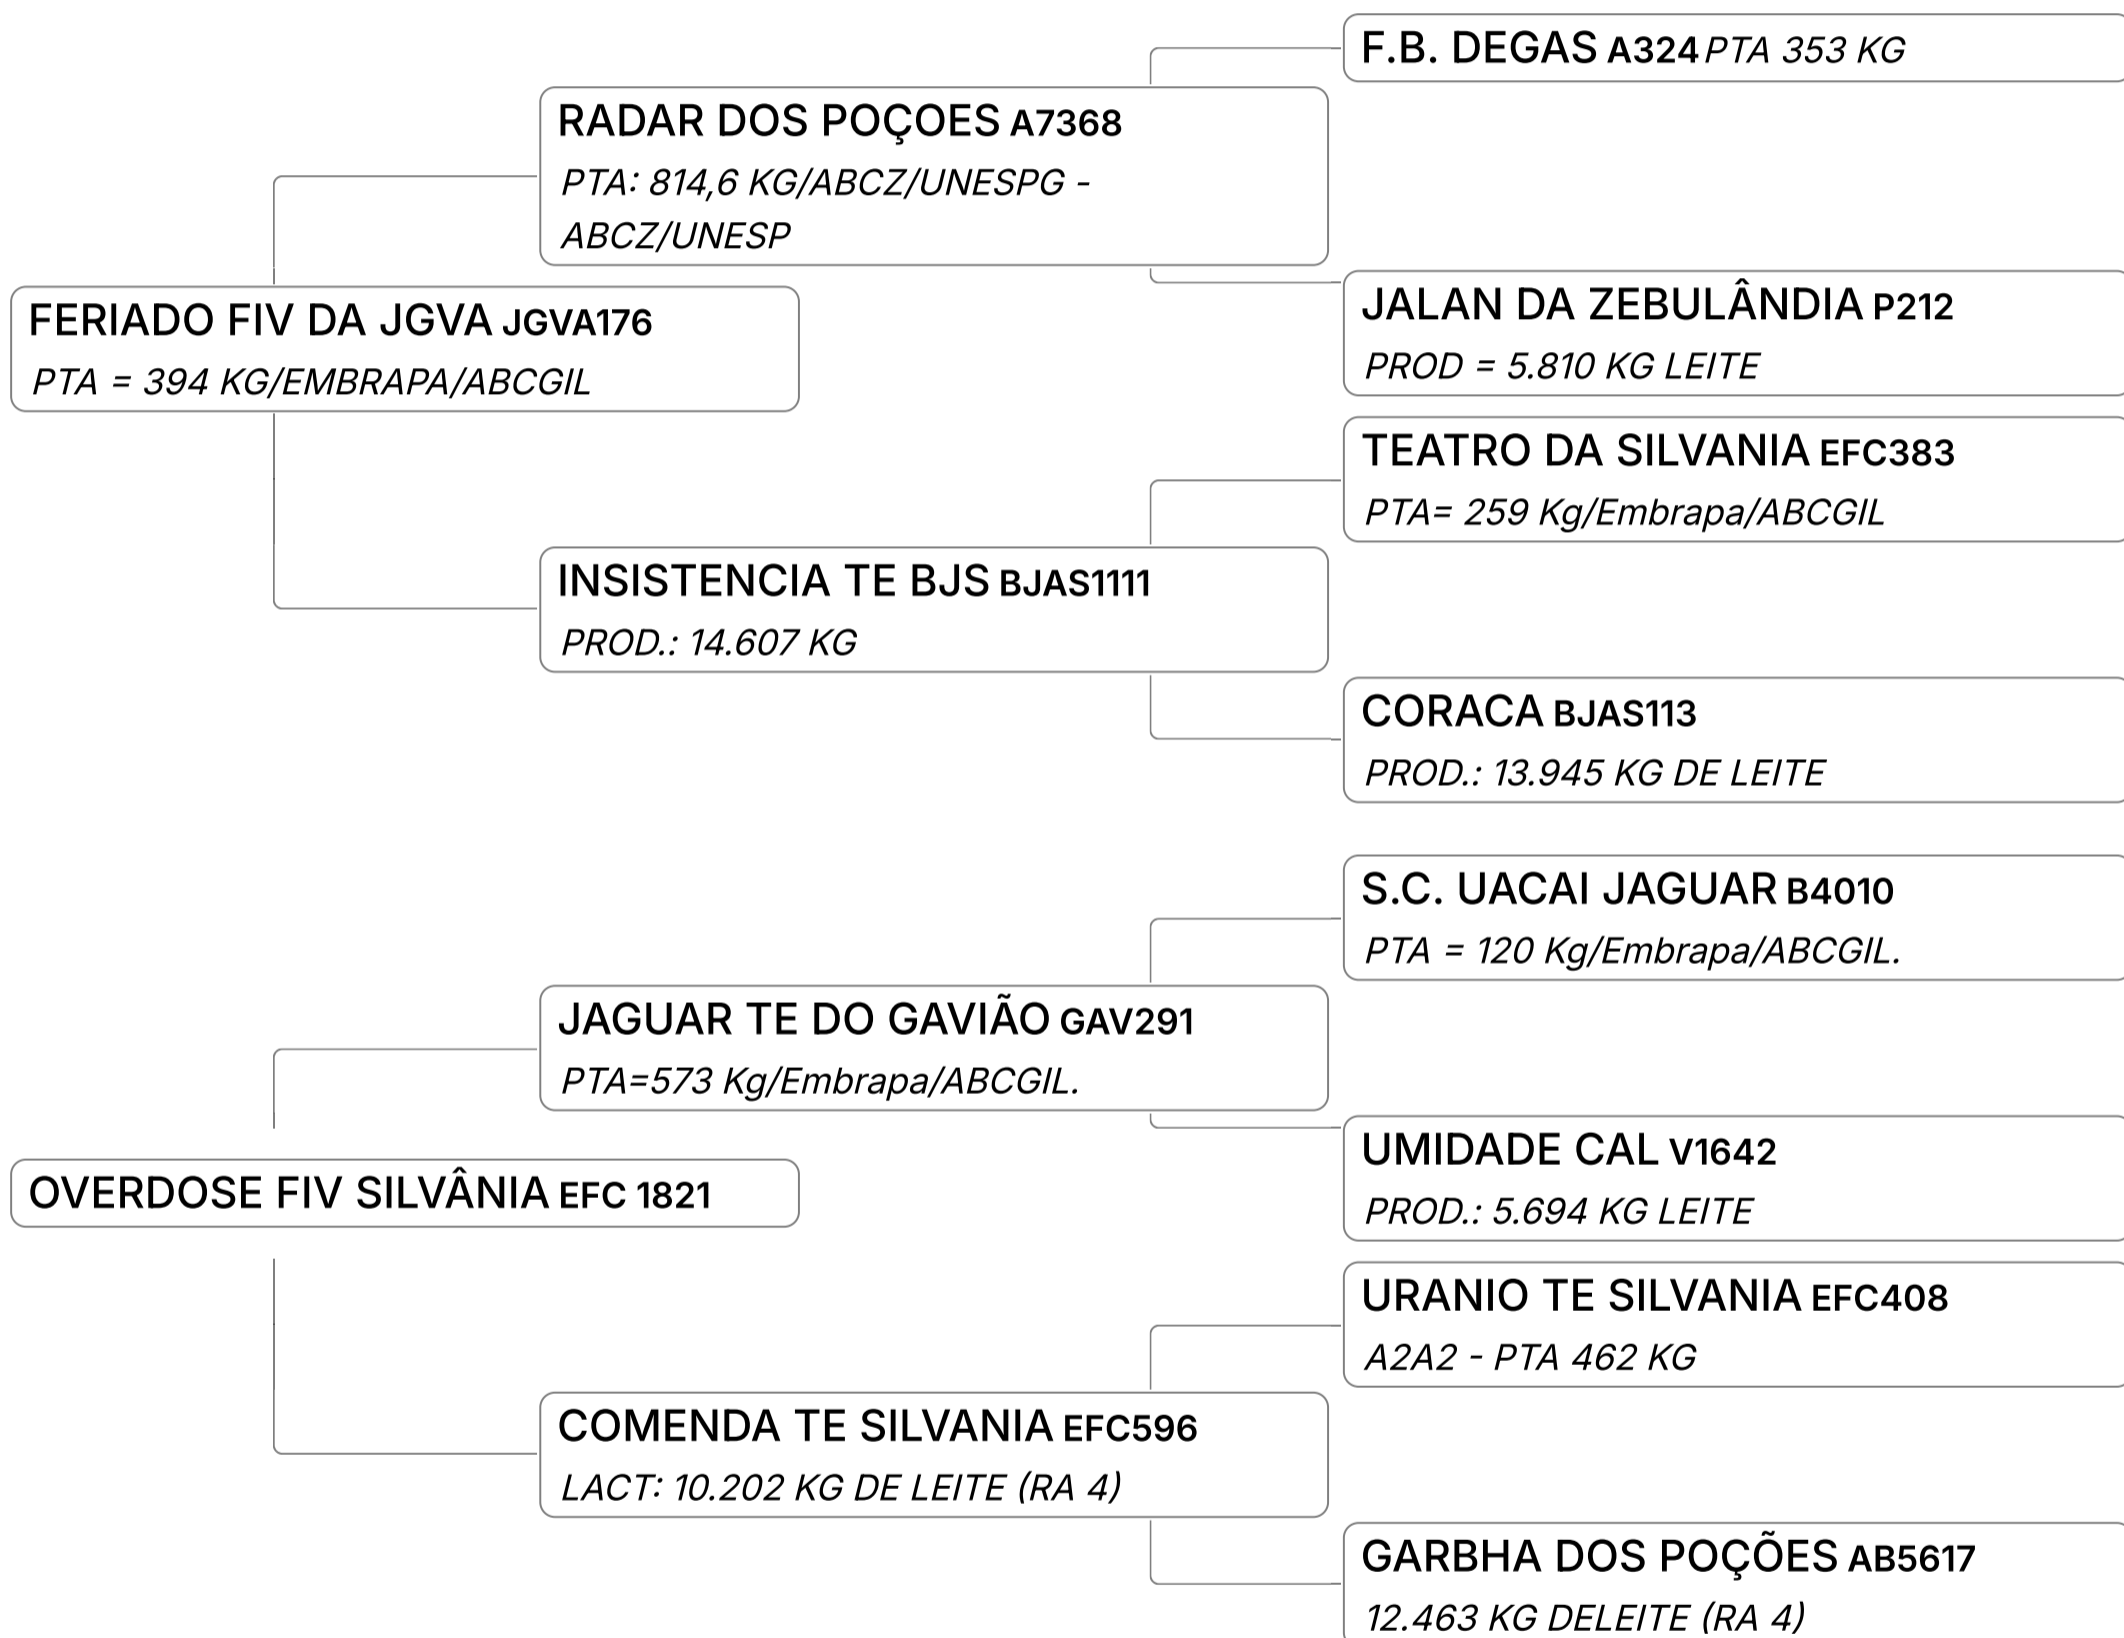 F.B. DEGAS A324 PTA 353 KG
RADAR DOS POÇOES A7368
PTA: 814,6 KG/ABCZ/UNESPG -
ABCZ/UNESP
JALAN DA ZEBULÂNDIA P212
PROD = 5.810 KG LEITE
FERIADO FIV DA JGVA JGVA176
PTA = 394 KG/EMBRAPA/ABCGIL
TEATRO DA SILVANIA EFC383
PTA= 259 Kg/Embrapa/ABCGIL
INSISTENCIA TE BJS BJAS1111
PROD.: 14.607 KG
CORACA BJAS113
PROD.: 13.945 KG DE LEITE
S.C. UACAI JAGUAR B4010
PTA = 120 Kg/Embrapa/ABCGIL.
JAGUAR TE DO GAVIÃO GAV291
PTA=573 Kg/Embrapa/ABCGIL.
UMIDADE CAL V1642
PROD.: 5.694 KG LEITE
OVERDOSE FIV SILVÂNIA EFC 1821
URANIO TE SILVANIA EFC408
A2A2 - PTA 462 KG
COMENDA TE SILVANIA EFC596
LACT: 10.202 KG DE LEITE (RA 4)
GARBHA DOS POÇÕES AB5617
12.463 KG DELEITE (RA 4)